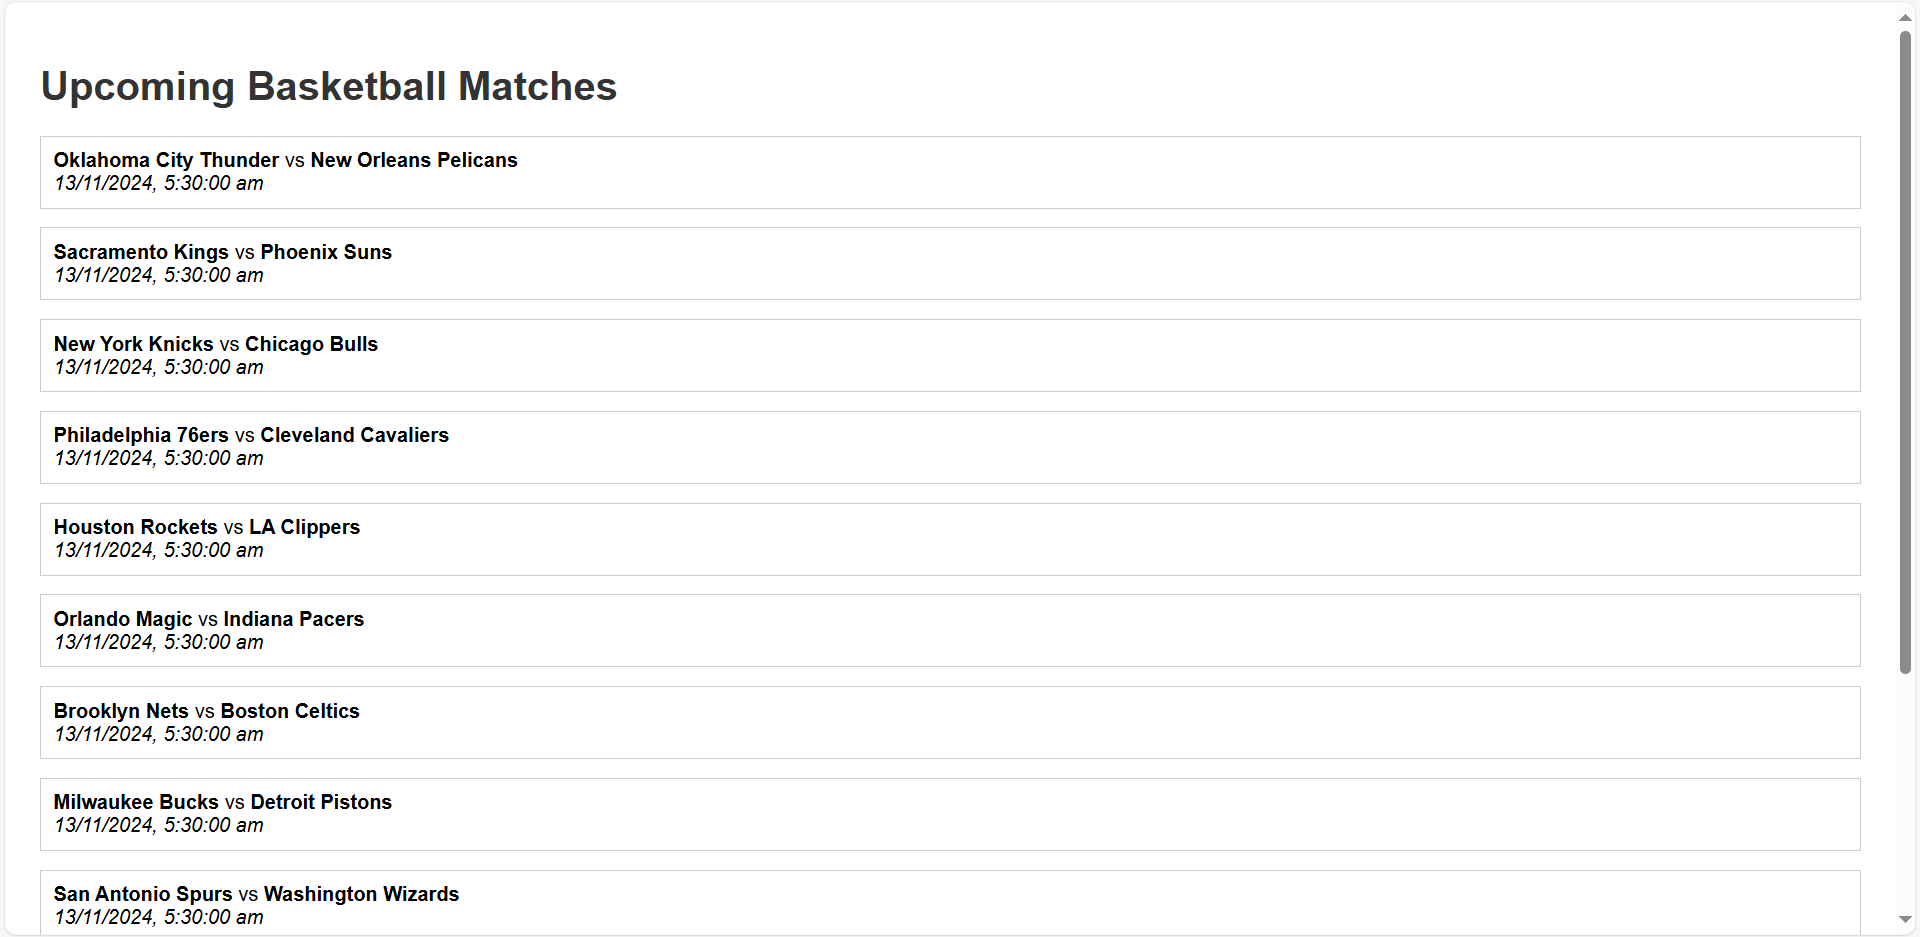 Upcoming Basketball Matches
Oklahoma City Thunder vs New Orleans Pelicans
13/11/2024, 5:30:00 am
Sacramento Kings vs Phoenix Suns
13/11/2024, 5:30:00 am
New York Knicks vs Chicago Bulls
13/11/2024, 5:30:00 am
Philadelphia 76ers vs Cleveland Cavaliers
13/11/2024, 5:30:00 am
Houston Rockets vs LA Clippers
13/11/2024, 5:30:00 am
Orlando Magic vs Indiana Pacers
13/11/2024, 5:30:00 am
Brooklyn Nets vs Boston Celtics
13/11/2024, 5:30:00 am
Milwaukee Bucks vs Detroit Pistons
13/11/2024, 5:30:00 am
San Antonio Spurs vs Washington Wizards
13/11/2024, 5:30:00 am